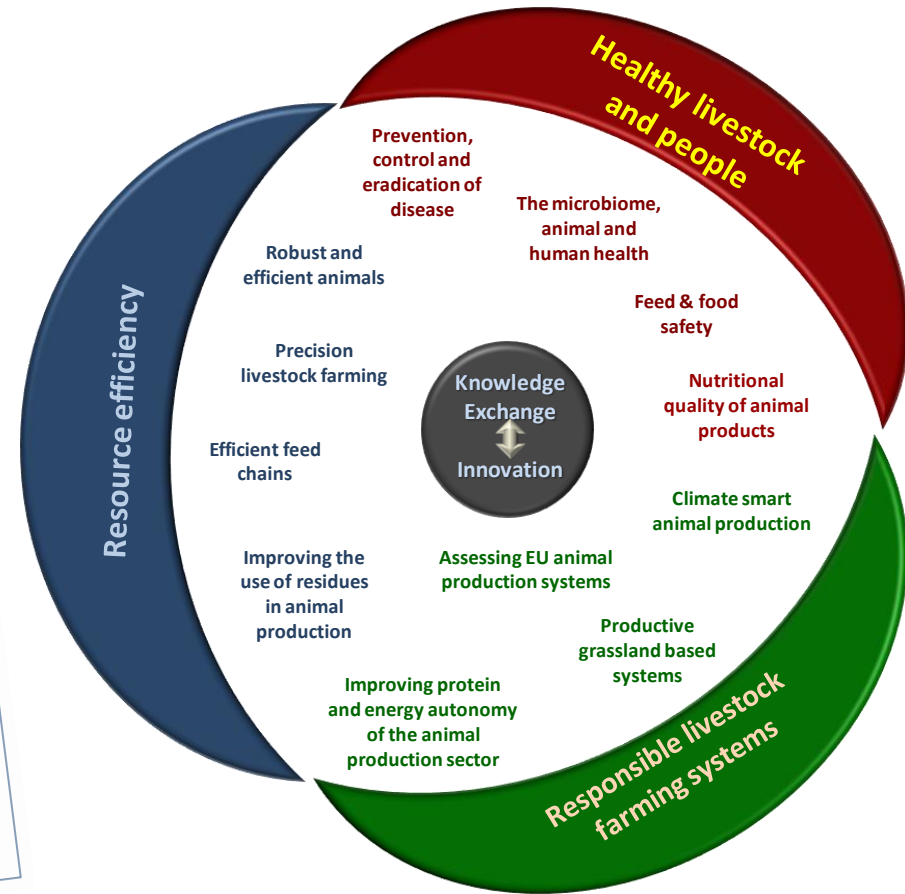 Healthy livestock
and people
Prevention,
control and
eradication of
disease
The microbiome,
animal and
human health
Feed & food
safety
Nutritional
quality of animal
products
Resource efficiency
Robust and
efficient animals
Precision
livestock farming
Efficient feed
chains
Improving the
use of residues
in animal
production
Knowledge
Exchange
Innovation
Climate smart
animal production
Assessing EU animal
production systems
Productive
grassland based
systems
Improving protein
and energy autonomy
of the animal
production sector
Responsible livestock
farming systems